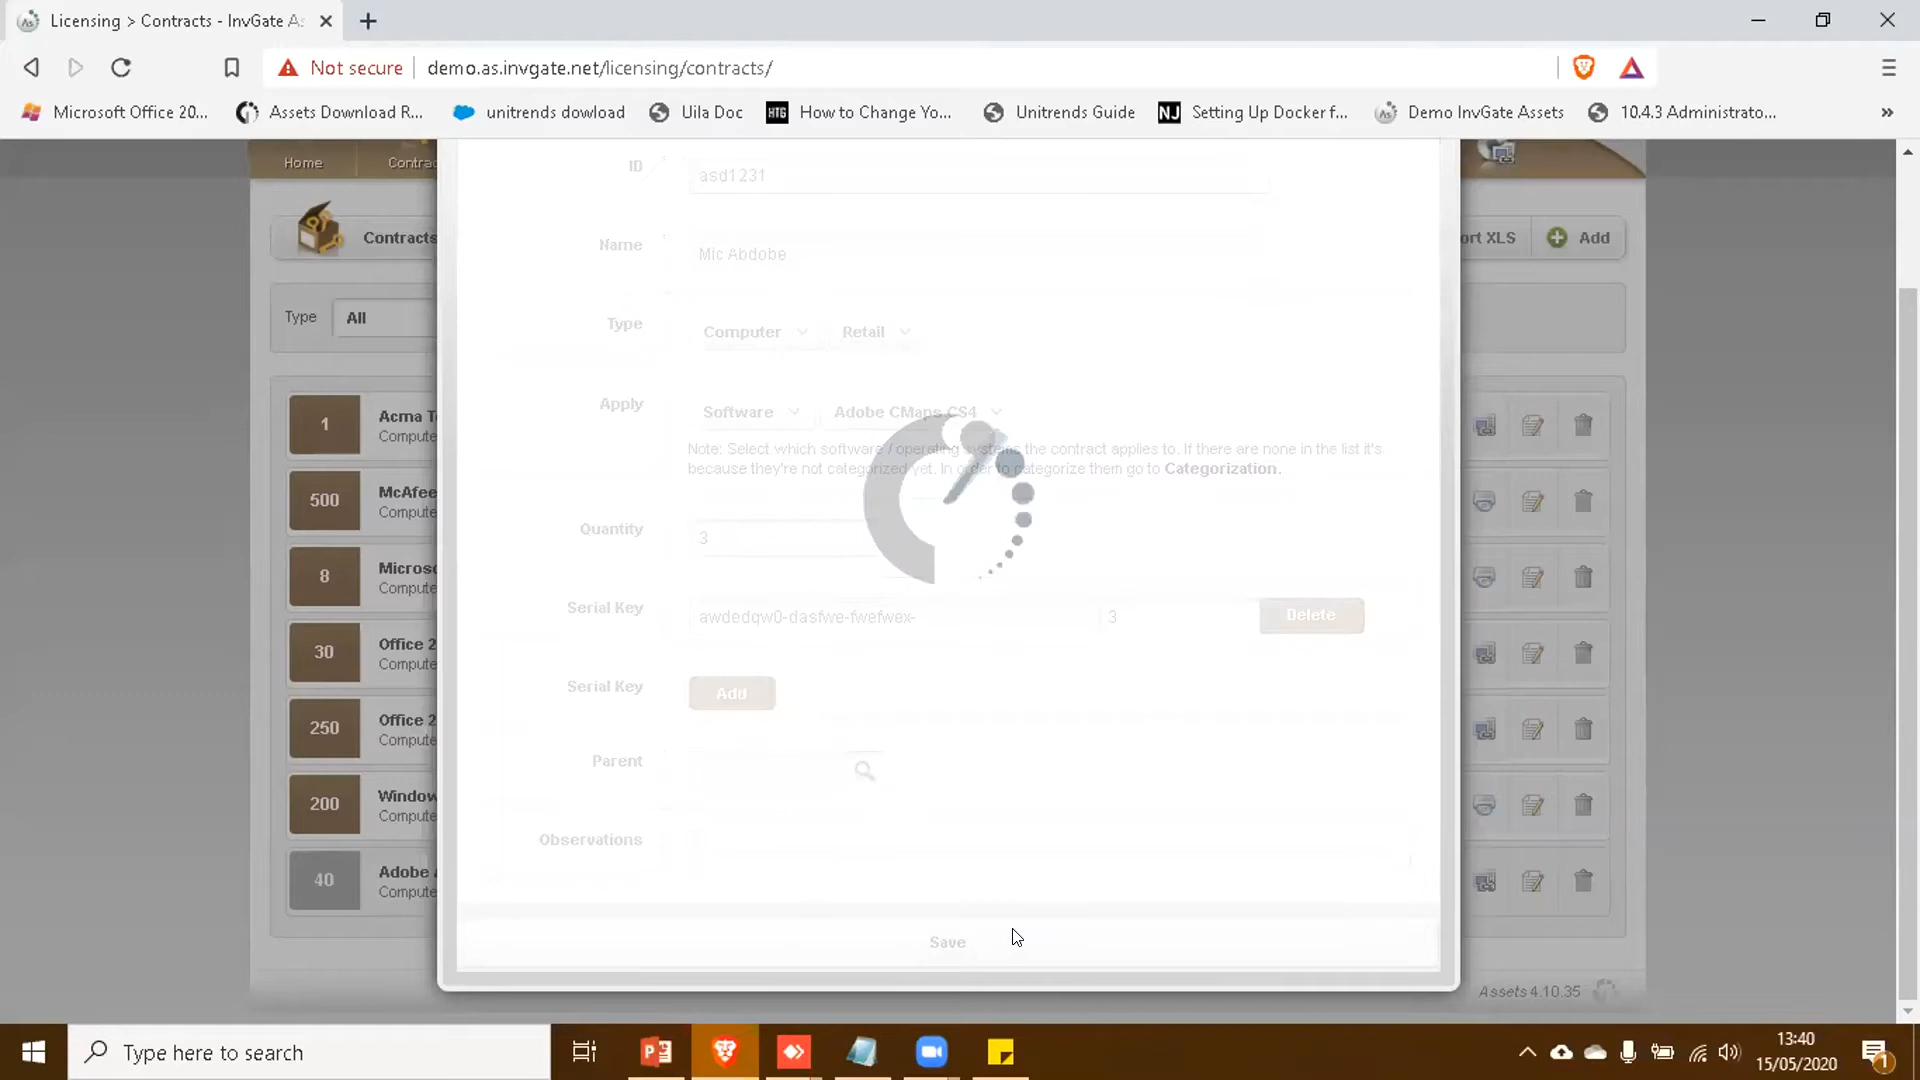 Licensing > Contracts - InvGate As
Not secure
demo.as.invgate.net/licensing/contracts/
Microsoft Office 20...
Assets Download R...
unitrends dowload
Uila Doc
HTG
How to Change Yo...
Unitrends Guide
NJ
Setting Up Docker f...
Demo InvGate Assets
10.4.3 Administrato...
»
Home
Contrac
ID
asd1231
Contracts
ort XLS
Add
Name
Mic Abdobe
Type
All
Type
Computer
Retail
Apply
Software
Adobe CMaps CS4
Note: Select which software / operating systems the contract applies to. If there are none in the list it's
because they're not categorized yet. In order to categorize them go to Categorization.
1
Acma T
Compute
500
McAfee
Compute
Quantity
3
8
Micros
Compute
Serial Key
awdedqw0-dasfwe-fwefwex-
3
Delete
30
Office 2
Compute
Serial Key
Add
250
Office 2
Compute
Parent
200
Window
Compute
Observations
40
Adobe
Compute
Save
Assets 4.10.35
Type here to search
13:40
15/05/2020
1